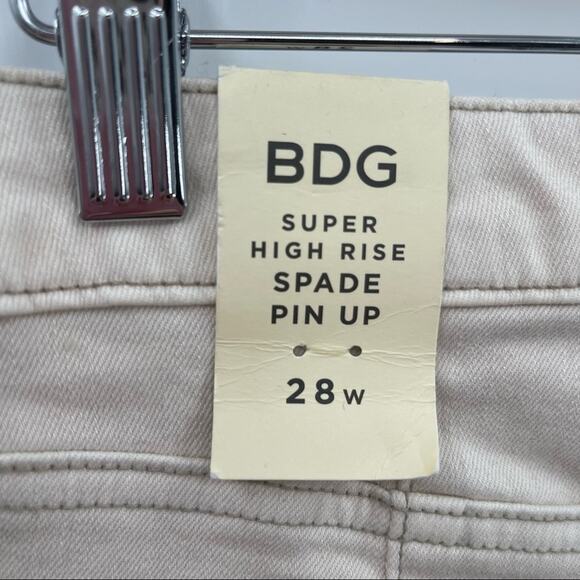 BDG
SUPER
HIGH RISE
SPADE
PIN UP
28 W